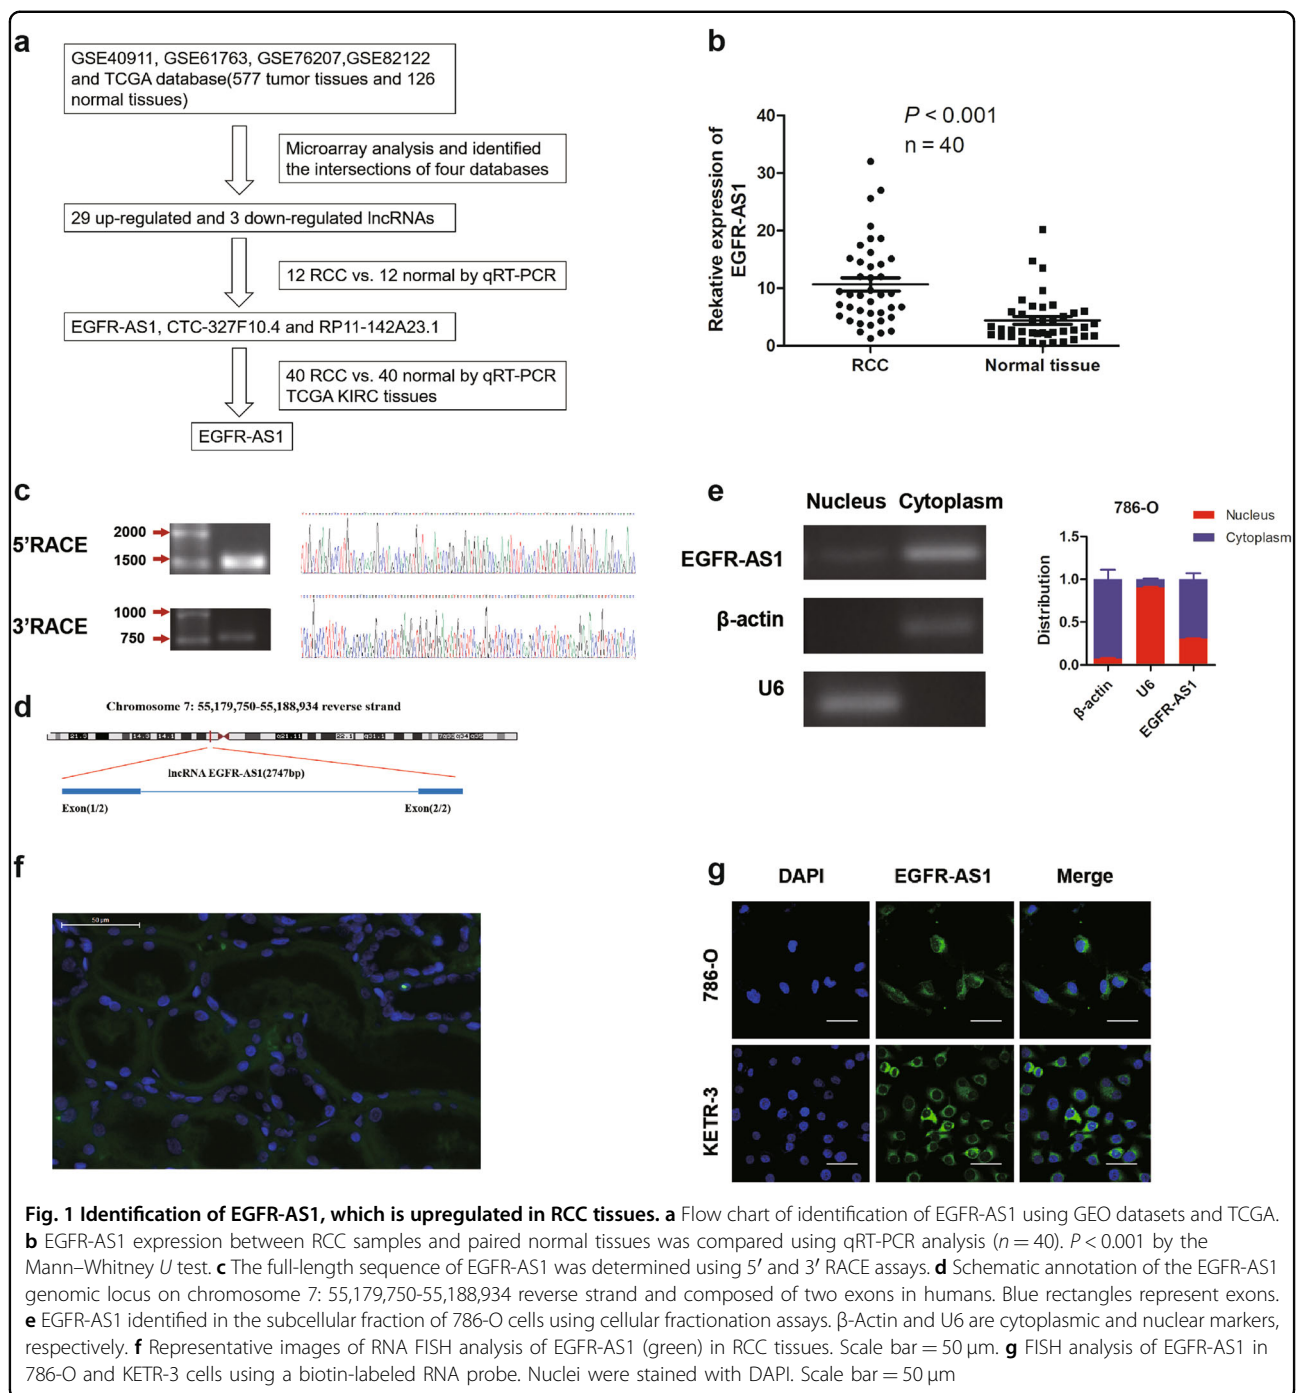 a
GSE40911, GSE61763, GSE76207,GSE82122
and TCGA database(577 tumor tissues and 126
normal tissues)
Microarray analysis and identified
the intersections of four databases
29 up-regulated and 3 down-regulated lncRNAs
12 RCC vs. 12 normal by qRT-PCR
EGFR-AS1, CTC-327F10.4 and RP11-142A23.1
40 RCC vs. 40 normal by qRT-PCR
TCGA KIRC tissues
EGFR-AS1
b
Rekative expression of
EGFR-AS1
40
30
20
10
0
P < 0.001
n = 40
RCC
Normal tissue
c
5'RACE
2000
1500
3'RACE
1000
750
d
Chromosome 7: 55,179,750-55,188,934 reverse strand
lncRNA EGFR-AS1(2747bp)
Exon(1/2)
Exon(2/2)
e
Nucleus Cytoplasm
EGFR-AS1
β-actin
U6
786-O
Nucleus
Cytoplasm
Distribution
1.5
1.0
0.5
0.0
β-actin
U6
EGFR-AS1
f
50 μm
g
DAPI
EGFR-AS1
Merge
786-O
KETR-3
Fig. 1 Identification of EGFR-AS1, which is upregulated in RCC tissues. a Flow chart of identification of EGFR-AS1 using GEO datasets and TCGA.
b EGFR-AS1 expression between RCC samples and paired normal tissues was compared using qRT-PCR analysis (n = 40). P < 0.001 by the
Mann–Whitney U test. c The full-length sequence of EGFR-AS1 was determined using 5′ and 3′ RACE assays. d Schematic annotation of the EGFR-AS1
genomic locus on chromosome 7: 55,179,750-55,188,934 reverse strand and composed of two exons in humans. Blue rectangles represent exons.
e EGFR-AS1 identified in the subcellular fraction of 786-O cells using cellular fractionation assays. β-Actin and U6 are cytoplasmic and nuclear markers,
respectively. f Representative images of RNA FISH analysis of EGFR-AS1 (green) in RCC tissues. Scale bar = 50 μm. g FISH analysis of EGFR-AS1 in
786-O and KETR-3 cells using a biotin-labeled RNA probe. Nuclei were stained with DAPI. Scale bar = 50 μm